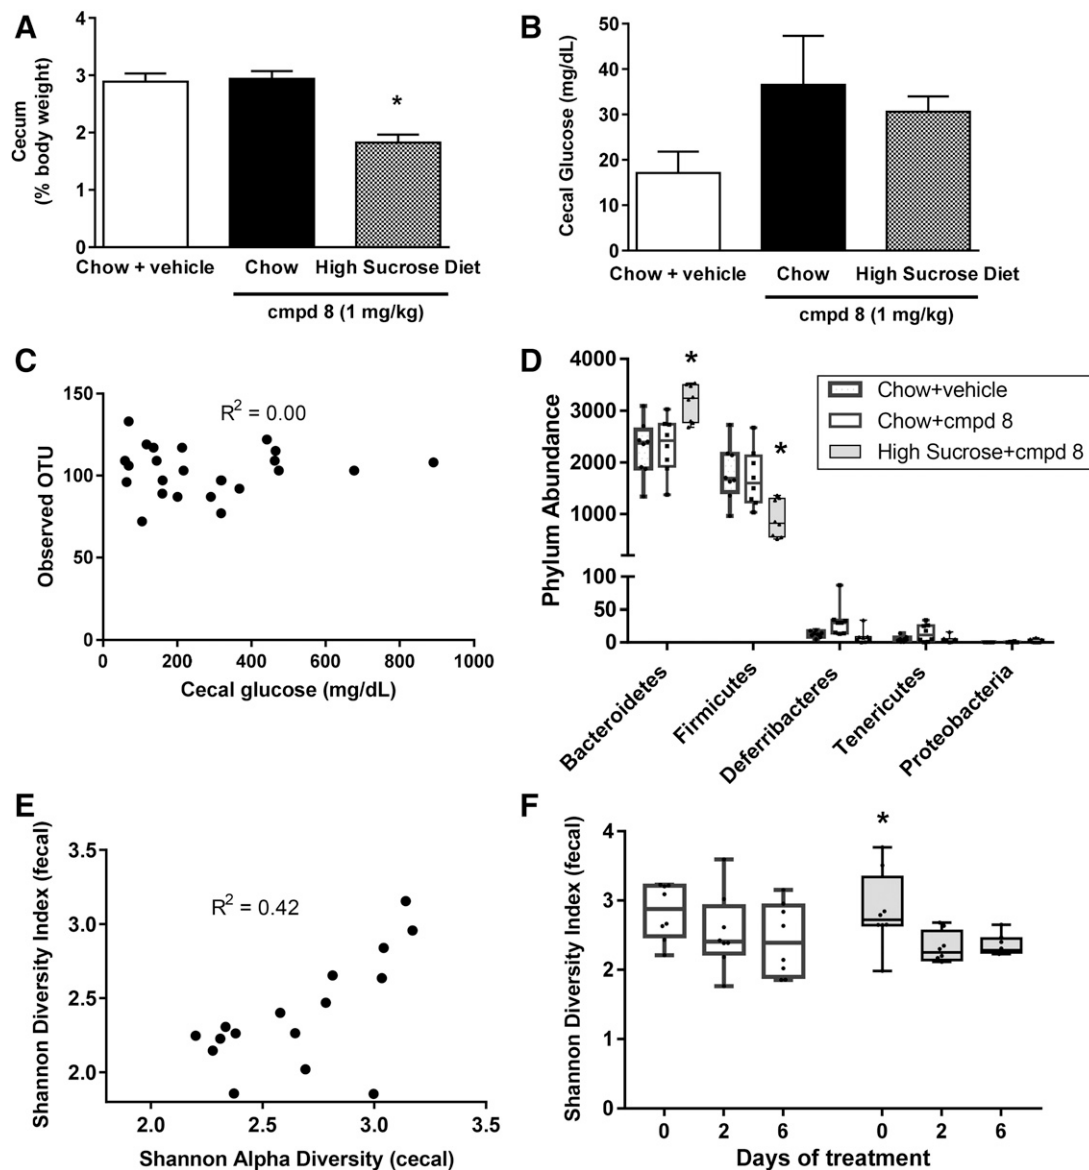 A
Cecum
(% body weight)
4
3
2
1
0
*
Chow + vehicle
Chow
High Sucrose Diet
cmpd 8 (1 mg/kg)
B
Cecal Glucose (mg/dL)
50
40
30
20
10
0
Chow + vehicle
Chow
High Sucrose Diet
cmpd 8 (1 mg/kg)
C
Observed OTU
150
100
50
0
R² = 0.00
0 200 400 600 800 1000
Cecal glucose (mg/dL)
D
Phylum Abundance
4000
3000
2000
1000
100
50
0
*
*
Chow+vehicle
Chow+cmpd 8
High Sucrose+cmpd 8
Bacteroidetes
Firmicutes
Deferribacteres
Tenericutes
Proteobacteria
E
Shannon Diversity Index (fecal)
3.5
3.0
2.5
2.0
R² = 0.42
2.0 2.5 3.0 3.5
Shannon Alpha Diversity (cecal)
F
Shannon Diversity Index (fecal)
4
3
2
1
0
*
0 2 6 0 2 6
Days of treatment